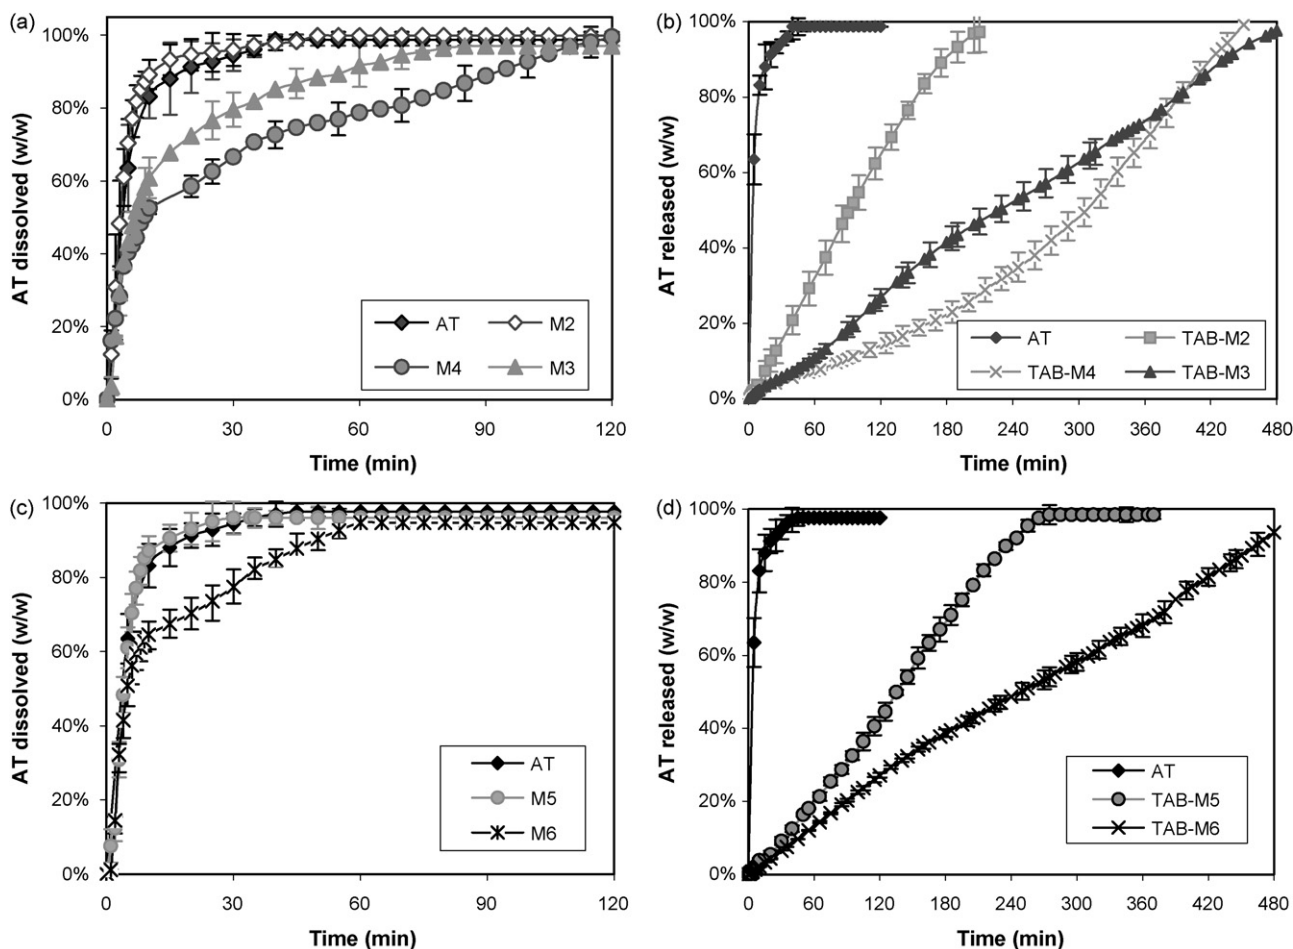 (a)
100%
80%
60%
40%
20%
0%
AT dissolved (w/w)
AT
M2
M4
M3
0
30
60
90
120
Time (min)
(b)
100%
80%
60%
40%
20%
0%
AT released (w/w)
AT
TAB-M2
TAB-M4
TAB-M3
0
60
120
180
240
300
360
420
480
Time (min)
(c)
100%
80%
60%
40%
20%
0%
AT dissolved (w/w)
AT
M5
M6
0
30
60
90
120
Time (min)
(d)
100%
80%
60%
40%
20%
0%
AT released (w/w)
AT
TAB-M5
TAB-M6
0
60
120
180
240
300
360
420
480
Time (min)